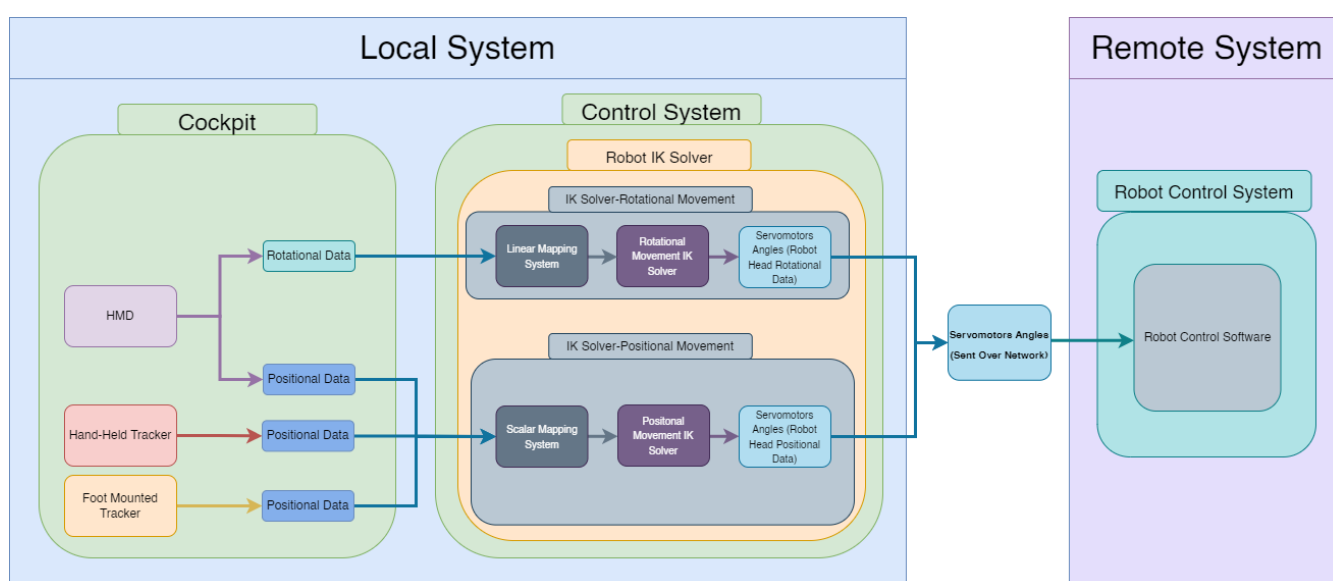 Local System
Remote System
Cockpit
Control System
Robot IK Solver
IK Solver-Rotational Movement
Rotational Data
Linear Mapping
System
Rotational
Movement IK
Solver
Servomotors
Angles (Robot
Head Rotational
Data)
HMD
Positional Data
Hand-Held Tracker
Positional Data
Foot Mounted
Tracker
Positional Data
IK Solver-Positional Movement
Scalar Mapping
System
Positonal
Movement IK
Solver
Servomotors
Angles (Robot
Head Positional
Data)
Servomotors Angles
(Sent Over Network)
Robot Control System
Robot Control Software